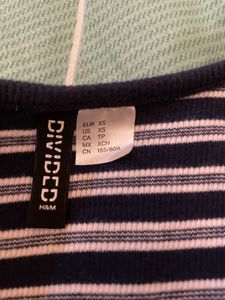 DIVIDED
H&M
EUR XS
US XS
CA TP
MX XCH
CN 155/80A